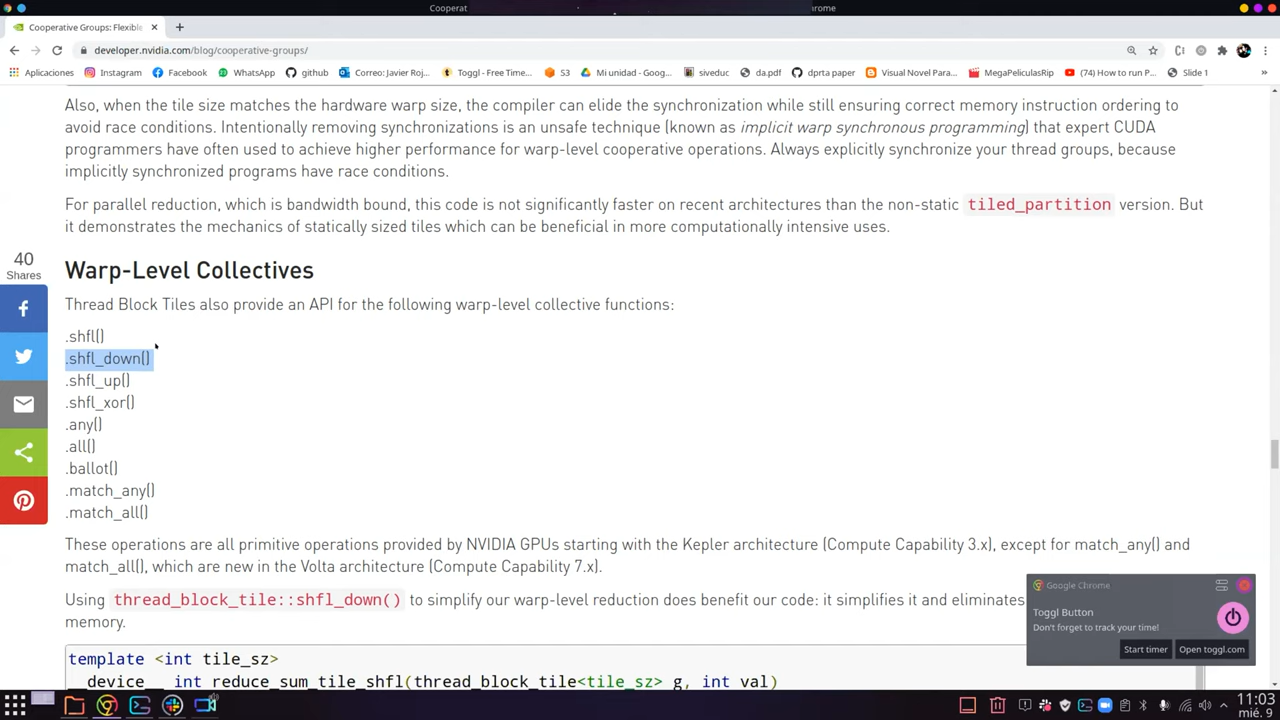 Cooperat
chrome
Cooperative Groups: Flexible
developer.nvidia.com/blog/cooperative-groups/
Aplicaciones
Instagram
Facebook
WhatsApp
github
Correo: Javier Roj...
Toggl - Free Time...
S3
Mi unidad - Goog...
siveduc
da.pdf
dprta paper
Visual Novel Para...
MegaPeliculasRip
(74) How to run P...
Slide 1
»
Also, when the tile size matches the hardware warp size, the compiler can elide the synchronization while still ensuring correct memory instruction ordering to
avoid race conditions. Intentionally removing synchronizations is an unsafe technique (known as implicit warp synchronous programming) that expert CUDA
programmers have often used to achieve higher performance for warp-level cooperative operations. Always explicitly synchronize your thread groups, because
implicitly synchronized programs have race conditions.
For parallel reduction, which is bandwidth bound, this code is not significantly faster on recent architectures than the non-static tiled_partition version. But
it demonstrates the mechanics of statically sized tiles which can be beneficial in more computationally intensive uses.
40
Shares
Warp-Level Collectives
Thread Block Tiles also provide an API for the following warp-level collective functions:
.shfl()
.shfl_down()
.shfl_up()
.shfl_xor()
.any()
.all()
.ballot()
.match_any()
.match_all()
These operations are all primitive operations provided by NVIDIA GPUs starting with the Kepler architecture (Compute Capability 3.x), except for match_any() and
match_all(), which are new in the Volta architecture (Compute Capability 7.x).
Using thread_block_tile::shfl_down() to simplify our warp-level reduction does benefit our code: it simplifies it and eliminates
memory.
template <int tile_sz>
__device__ int reduce_sum_tile_shfl(thread_block_tile<tile_sz> g, int val)
Google Chrome
Toggl Button
Don't forget to track your time!
Start timer
Open toggl.com
11:03
mié. 9